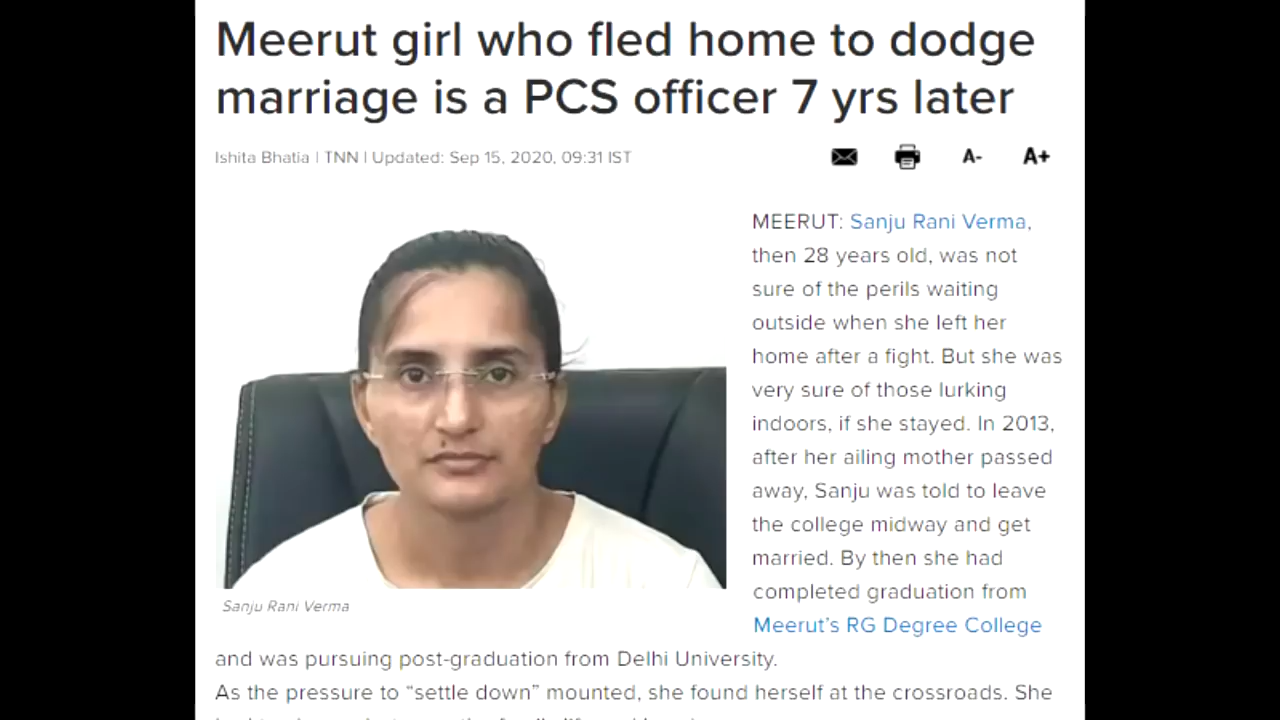 Meerut girl who fled home to dodge
marriage is a PCS officer 7 yrs later
Ishita Bhatia | TNN | Updated: Sep 15, 2020, 09:31 IST
A- A+
MEERUT: Sanju Rani Verma,
then 28 years old, was not
sure of the perils waiting
outside when she left her
home after a fight. But she was
very sure of those lurking
indoors, if she stayed. In 2013,
after her ailing mother passed
away, Sanju was told to leave
the college midway and get
married. By then she had
completed graduation from
Meerut's RG Degree College
Sanju Rani Verma
and was pursuing post-graduation from Delhi University.
As the pressure to “settle down” mounted, she found herself at the crossroads. She